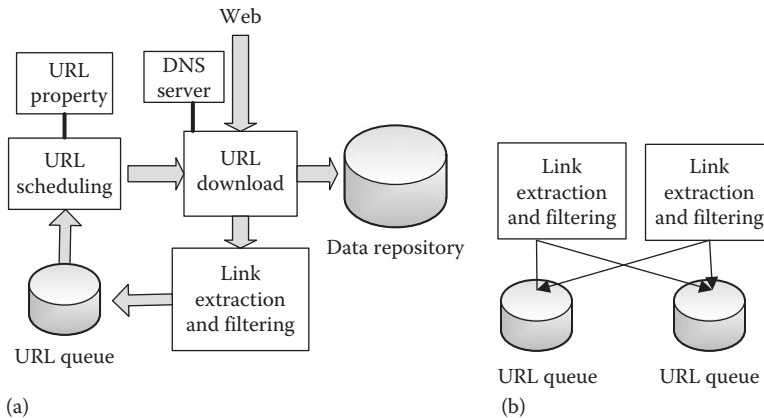 Web
URL
property
DNS
server
URL
scheduling
URL
download
Data repository
Link
extraction
and filtering
URL queue
(a)
Link
extraction
and filtering
Link
extraction
and filtering
URL queue
URL queue
(b)